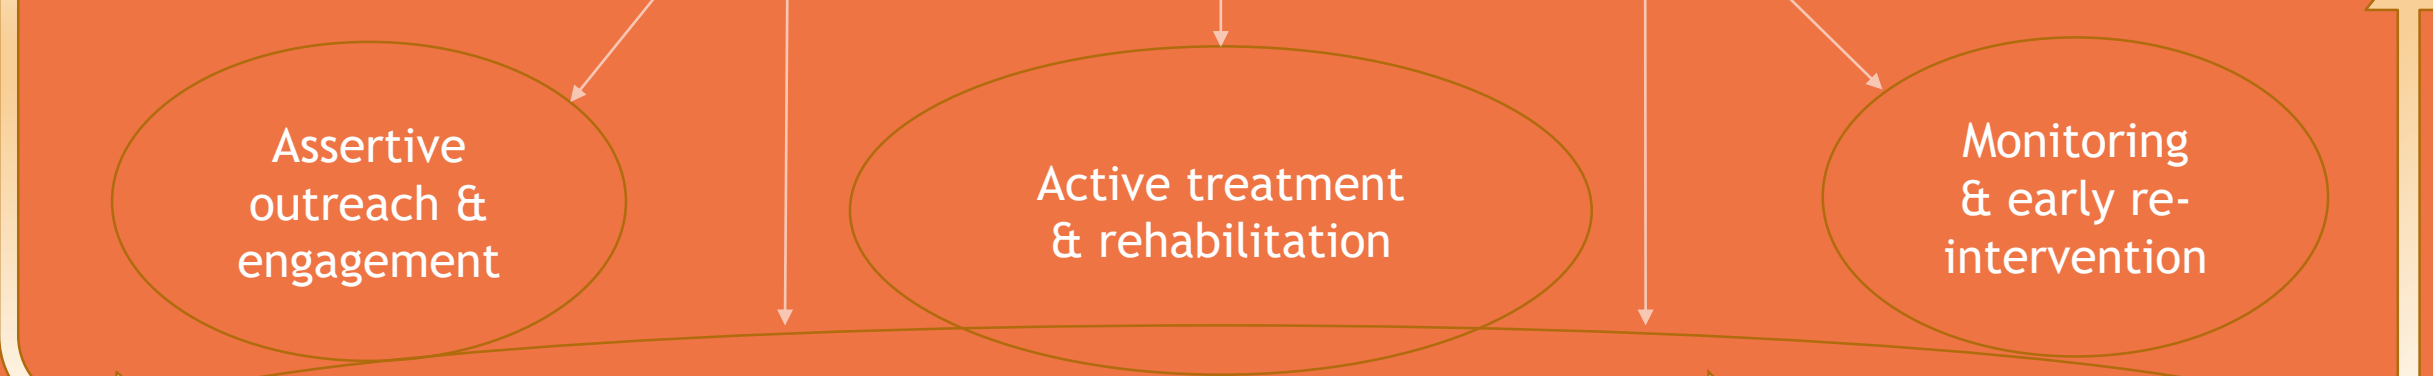 Assertive
outreach &
engagement
Active treatment
& rehabilitation
Monitoring
& early re-
intervention